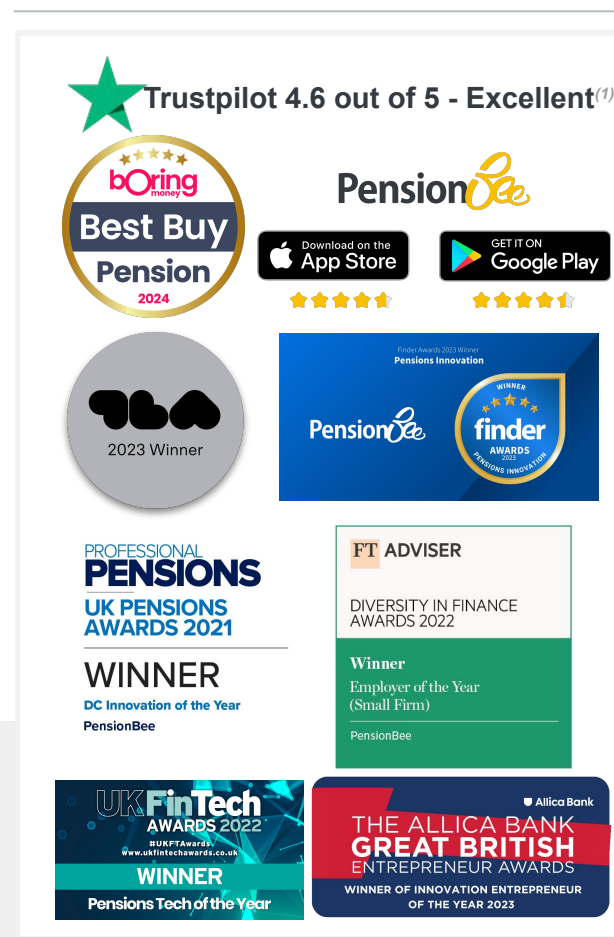 Trustpilot 4.6 out of 5 - Excellent(1)
bOring
money
Best Buy
Pension
2024
PensionBee
Download on the
App Store
GET IT ON
Google Play
2023 Winner
Finder Awards 2023 Winner
Pensions Innovation
PensionBee
WINNER
finder
AWARDS
2023
PENSIONS INNOVATION
PROFESSIONAL
PENSIONS
UK PENSIONS
AWARDS 2021
WINNER
DC Innovation of the Year
PensionBee
FT ADVISER
DIVERSITY IN FINANCE
AWARDS 2022
Winner
Employer of the Year
(Small Firm)
PensionBee
UK FinTech
AWARDS 2022
#UKFTAwards
www.ukfintechawards.co.uk
WINNER
Pensions Tech of the Year
Allica Bank
THE ALLICA BANK
GREAT BRITISH
ENTREPRENEUR AWARDS
WINNER OF INNOVATION ENTREPRENEUR
OF THE YEAR 2023